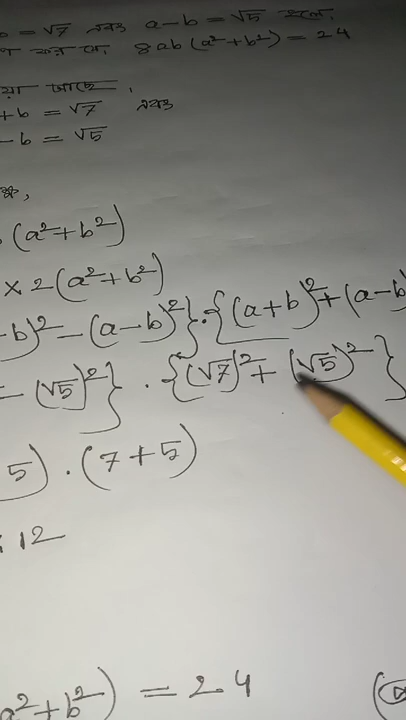 = √7 এবং a-b = √5 হলে,
কর যে, 8ab (a²+b²) = 24
আছে,
+b = √7 এবং
-b = √5
(a²+b²)
× 2(a²+b²)
-b)² - (a-b)²}.{(a+b)²+(a-b)
- (√5)²} . {(√7)²+(√5)²}
5) . (7+5)
12
a²+b²) = 24